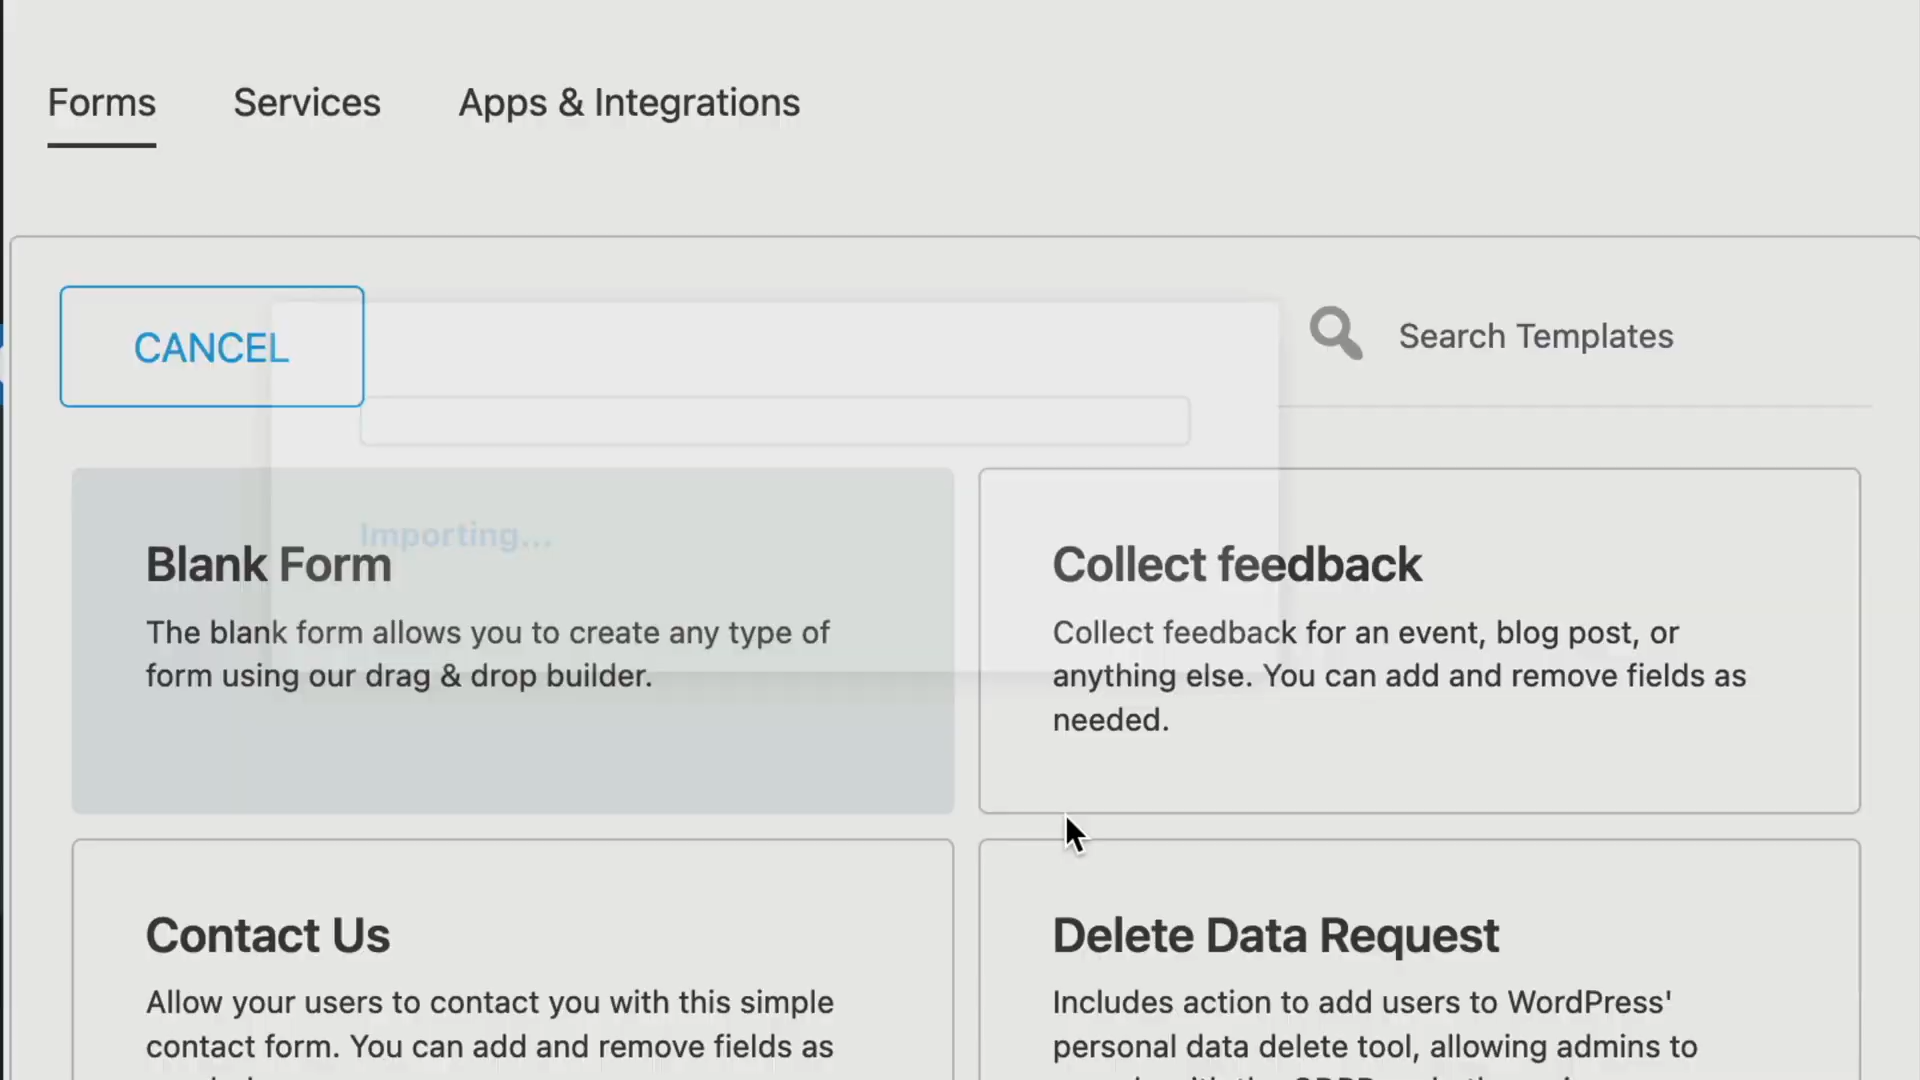 Forms Services Apps & Integrations
CANCEL
Search Templates
Importing...
Blank Form
The blank form allows you to create any type of
form using our drag & drop builder.
Collect feedback
Collect feedback for an event, blog post, or
anything else. You can add and remove fields as
needed.
Contact Us
Allow your users to contact you with this simple
contact form. You can add and remove fields as
Delete Data Request
Includes action to add users to WordPress'
personal data delete tool, allowing admins to